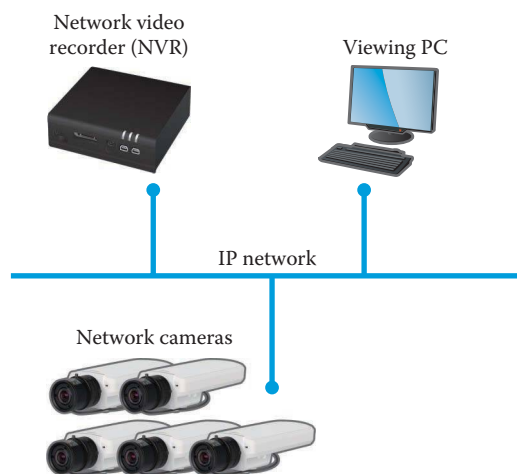 Network video
recorder (NVR)
Viewing PC
IP network
Network cameras